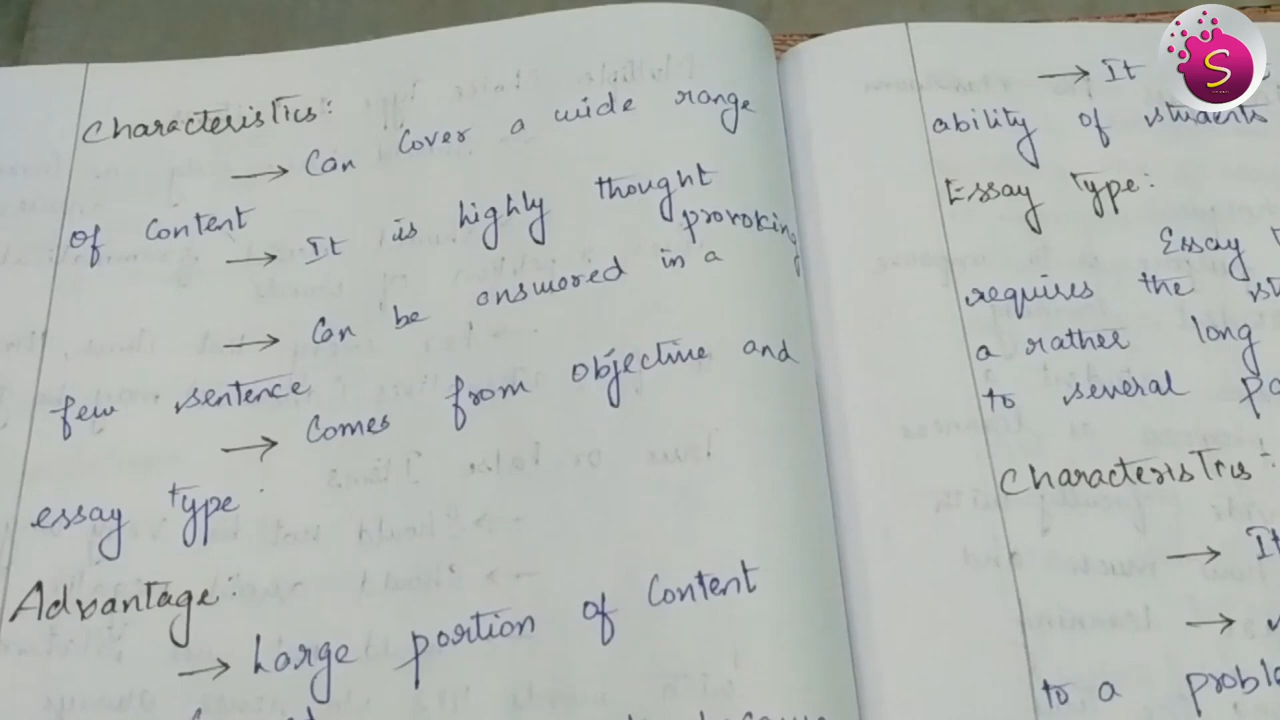 Characteristics:
→ Can cover a wide range
of content
→ It is highly thought
provoking
→ Can be answored in a
few sentence
→ Comes from objective and
essay type
Advantage:
→ Large portion of content
→ It
ability of students
Essay Type:
Essay
requires the
a rather long
to several
Characteristics:
→ It
→
to a
S